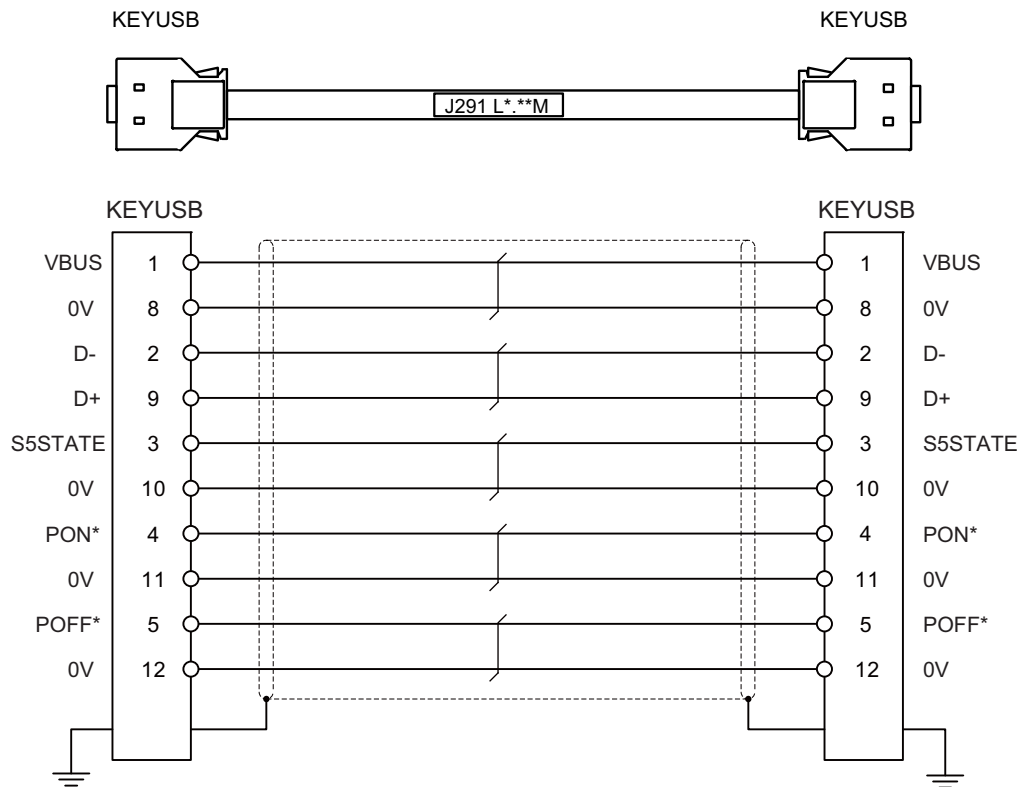 KEYUSB KEYUSB
J291 L*.**M
KEYUSB KEYUSB
VBUS 1 1 VBUS
0V 8 8 0V
D- 2 2 D-
D+ 9 9 D+
S5STATE 3 3 S5STATE
0V 10 10 0V
PON* 4 4 PON*
0V 11 11 0V
POFF* 5 5 POFF*
0V 12 12 0V